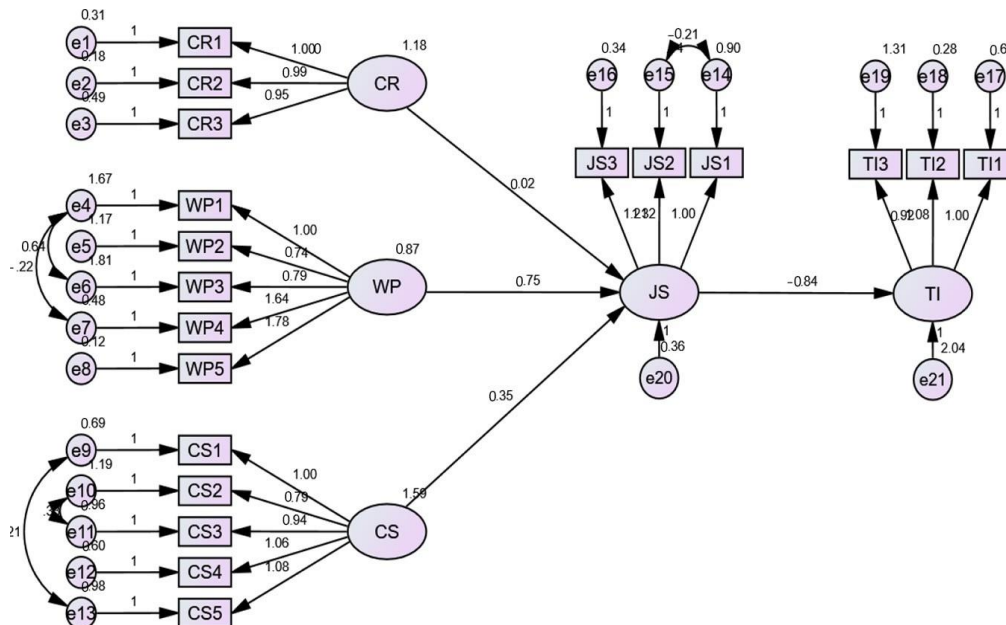 0.31
e1 1 CR1
1.000
1.18
0.18
e2 1 CR2
0.99
CR
0.49
e3 1 CR3
0.95
0.02
1.67
e4 1 WP1
1.00
1.17
e5 1 WP2
0.74
0.87
0.64
-.22
1.81
e6 1 WP3
0.79
WP
0.75
0.48
e7 1 WP4
1.64
0.12
e8 1 WP5
1.78
0.35
0.69
e9 1 CS1
1.00
1.19
e10 1 CS2
0.79
1.59
0.96
e11 1 CS3
0.94
CS
21
0.60
e12 1 CS4
1.06
0.98
e13 1 CS5
1.08
−0.21
0.34 0.90
e16 e15 e14
1 1 1
JS3 JS2 JS1
1.00
JS
−0.84
1
0.36
e20
1.31 0.28 0.6
e19 e18 e17
1 1 1
TI3 TI2 TI1
1.00
TI
1
2.04
e21